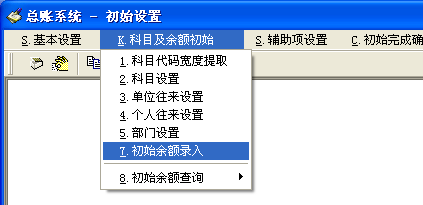 总账系统 - 初始设置
S.基本设置 K.科目及余额初始 S.辅助项设置 C.初始完成确
1.科目代码宽度提取
2.科目设置
3.单位往来设置
4.个人往来设置
5.部门设置
7.初始余额录入
8.初始余额查询